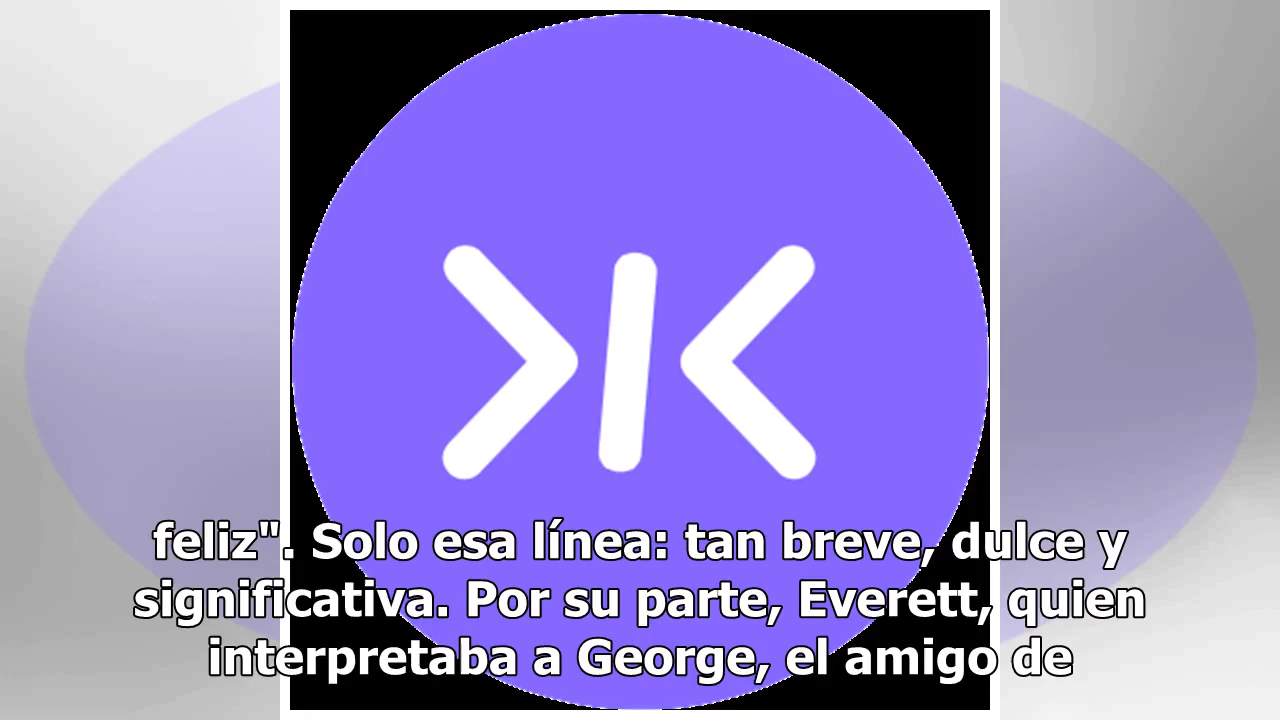 feliz". Solo esa línea: tan breve, dulce y
significativa. Por su parte, Everett, quien
interpretaba a George, el amigo de